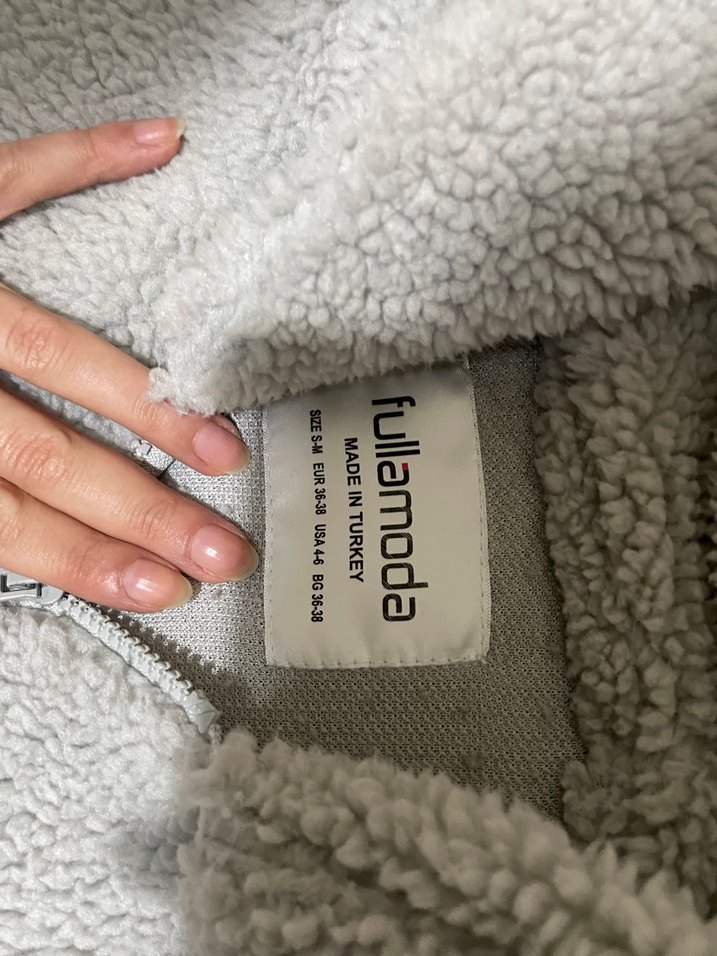 fullamoda
MADE IN TURKEY
SIZE S-M EUR 36-38 USA 4-6 BG 36-38